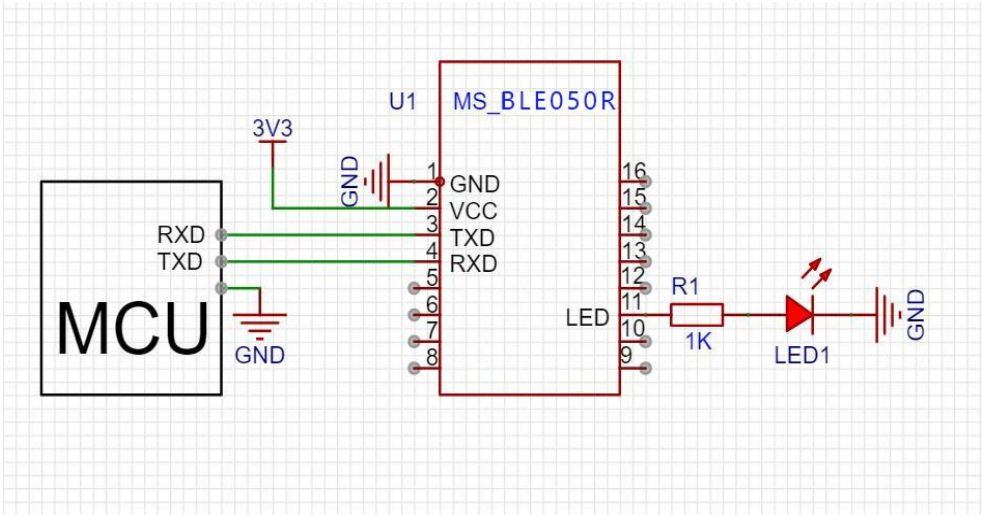 U1 MS_BLE050R
3V3
GND
1 GND
2 VCC
3 TXD
4 RXD
5
6
7
8
16
15
14
13
12
11 LED
10
9
RXD
TXD
MCU
GND
R1
1K
LED1
GND